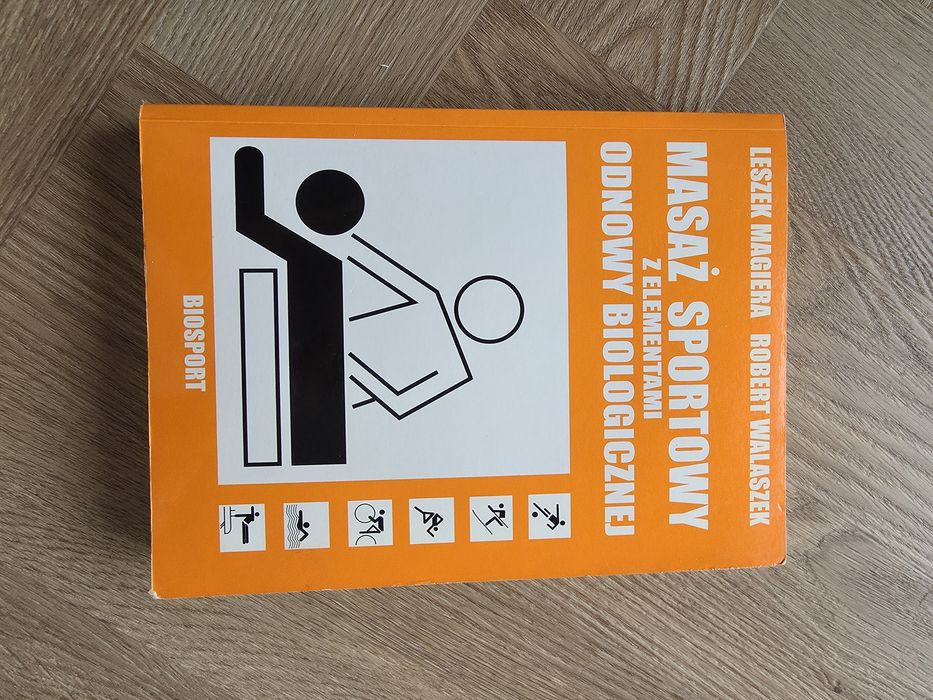 LESZEK MAGIERA ROBERT WALASZEK
MASAŻ SPORTOWY
Z ELEMENTAMI
ODNOWY BIOLOGICZNEJ
BIOSPORT